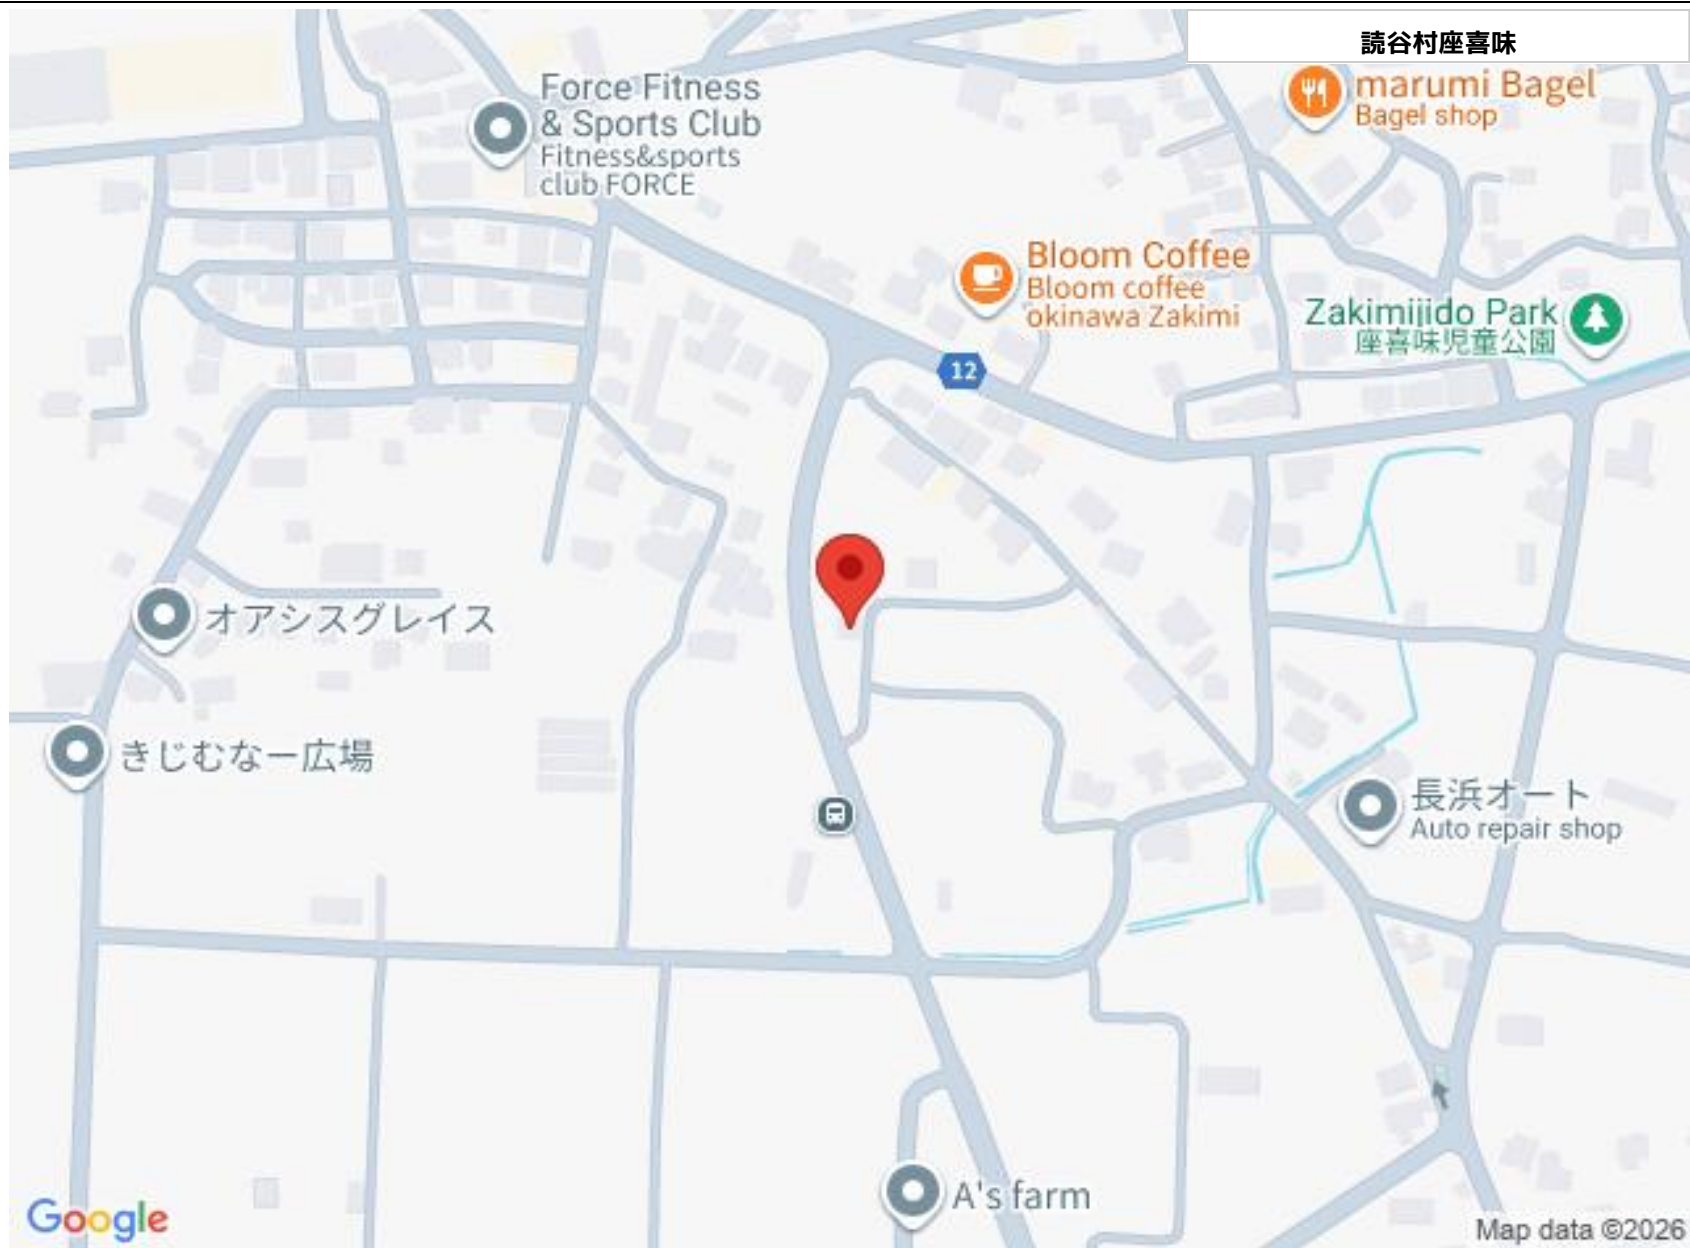 読谷村座喜味
Force Fitness
& Sports Club
Fitness&sports
club FORCE
marumi Bagel
Bagel shop
Bloom Coffee
Bloom coffee
okinawa Zakimi
Zakimijido Park
座喜味児童公園
12
オアシスグレイス
きじむなー広場
長浜オート
Auto repair shop
A's farm
Google
Map data ©2026